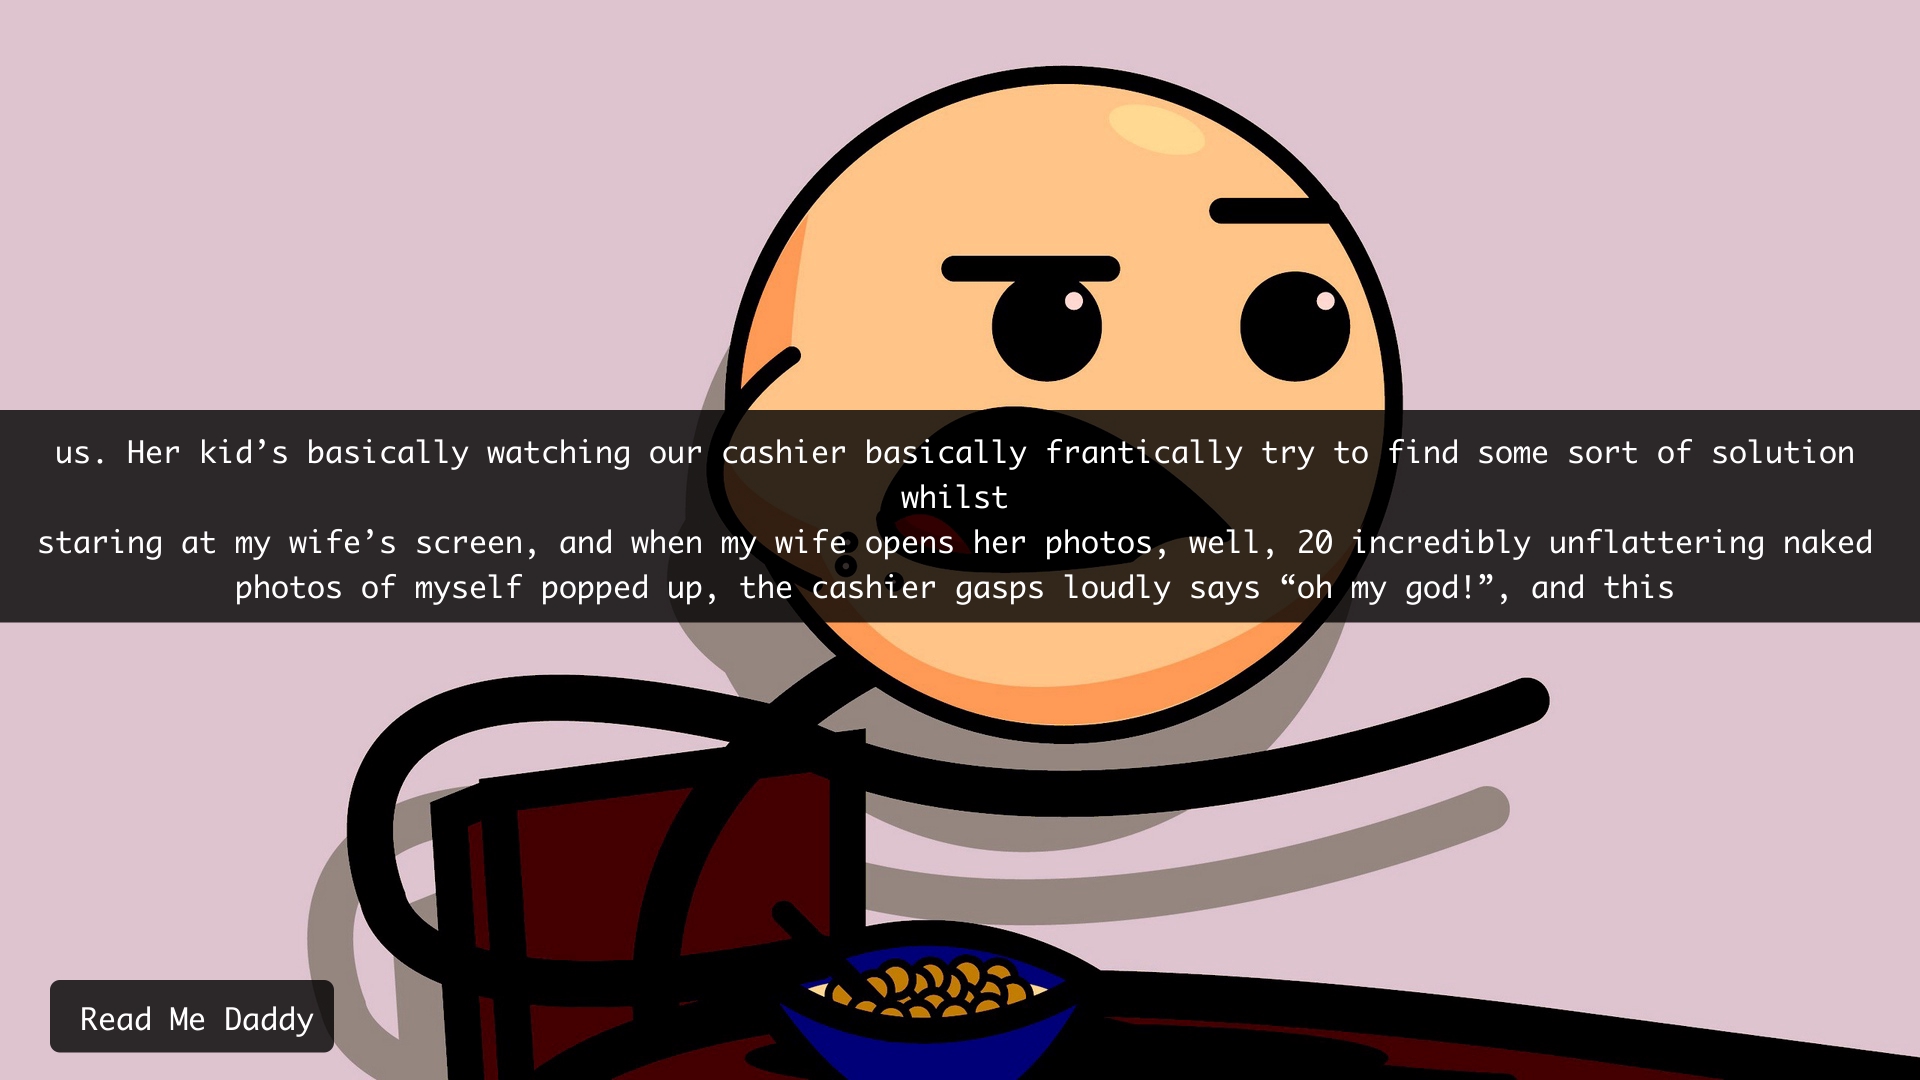 us. Her kid’s basically watching our cashier basically frantically try to find some sort of solution
whilst
staring at my wife’s screen, and when my wife opens her photos, well, 20 incredibly unflattering naked
photos of myself popped up, the cashier gasps loudly says “oh my god!”, and this
Read Me Daddy